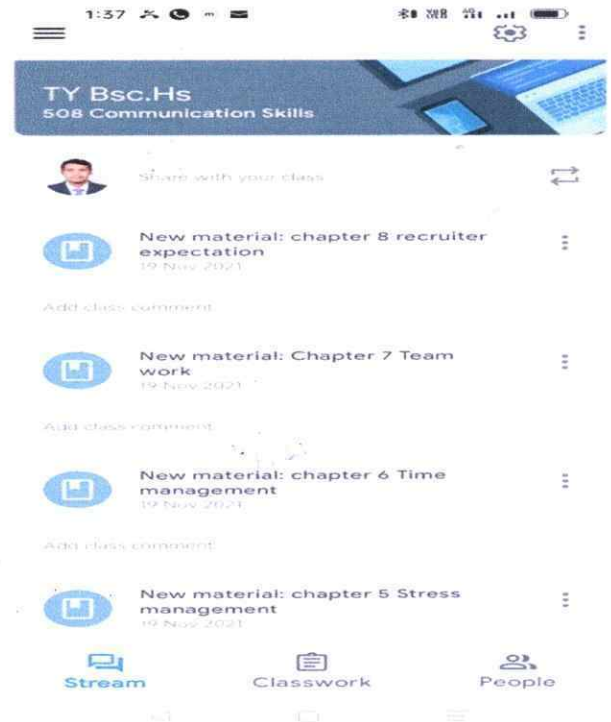 1:37
TY Bsc.Hs
508 Communication Skills
Share with your class
New material: chapter 8 recruiter
expectation
19 Nov 2021
Add class comment
New material: Chapter 7 Team
work
19 Nov 2021
Add class comment
New material: chapter 6 Time
management
19 Nov 2021
Add class comment
New material: chapter 5 Stress
management
19 Nov 2021
Stream Classwork People